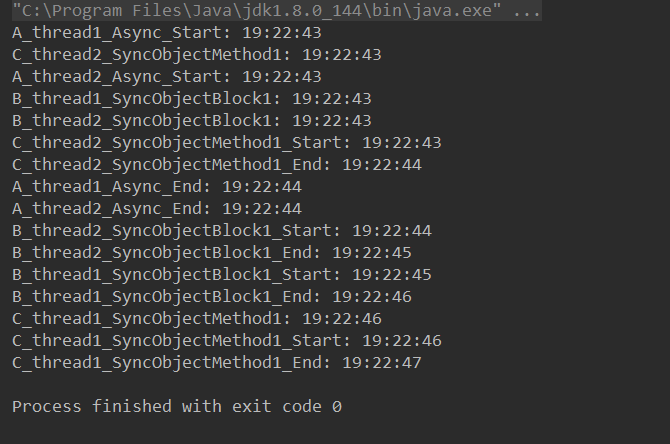 "C:\Program Files\Java\jdk1.8.0_144\bin\java.exe" ...
A_thread1_Async_Start: 19:22:43
C_thread2_SyncObjectMethod1: 19:22:43
A_thread2_Async_Start: 19:22:43
B_thread1_SyncObjectBlock1: 19:22:43
B_thread2_SyncObjectBlock1: 19:22:43
C_thread2_SyncObjectMethod1_Start: 19:22:43
C_thread2_SyncObjectMethod1_End: 19:22:44
A_thread1_Async_End: 19:22:44
A_thread2_Async_End: 19:22:44
B_thread2_SyncObjectBlock1_Start: 19:22:44
B_thread2_SyncObjectBlock1_End: 19:22:45
B_thread1_SyncObjectBlock1_Start: 19:22:45
B_thread1_SyncObjectBlock1_End: 19:22:46
C_thread1_SyncObjectMethod1: 19:22:46
C_thread1_SyncObjectMethod1_Start: 19:22:46
C_thread1_SyncObjectMethod1_End: 19:22:47
Process finished with exit code 0